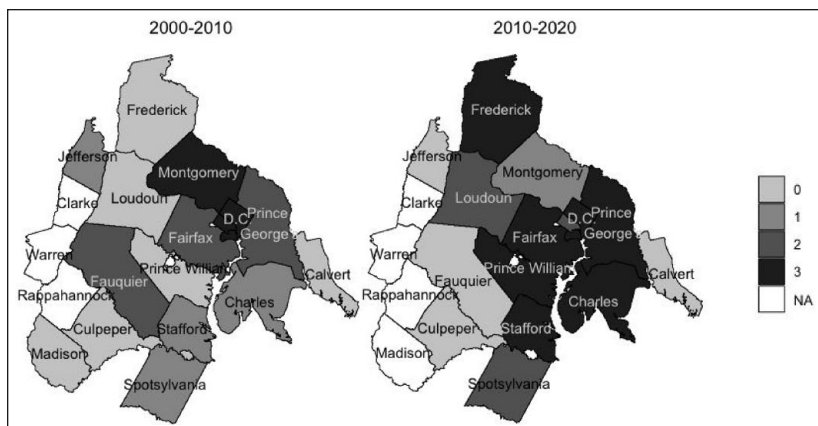 2000-2010
Frederick
Jefferson
Montgomery
Clarke
Loudoun
D.C.
Prince
George
Fairfax
Warren
Prince William
Fauquier
Calvert
Rappahannock
Charles
Culpeper
Stafford
Madison
Spotsylvania
2010-2020
Frederick
Jefferson
Montgomery
Clarke
Loudoun
D.C.
Prince
George
Fairfax
Warren
Prince William
Fauquier
Calvert
Rappahannock
Charles
Culpeper
Stafford
Madison
Spotsylvania
0
1
2
3
NA